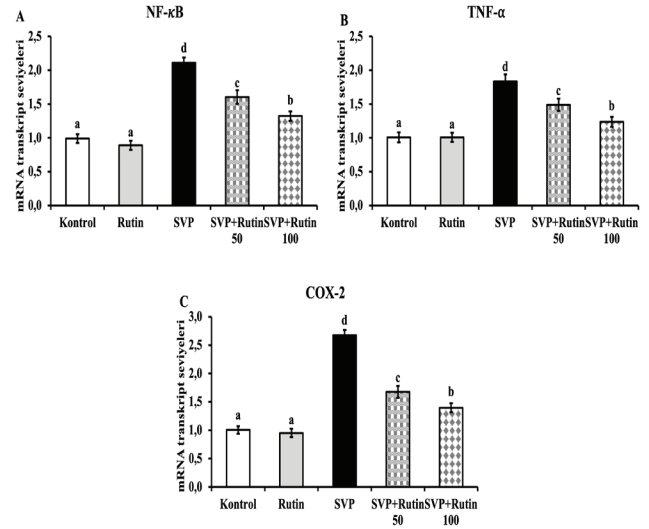 A
NF-κB
mRNA transkript seviyeleri
2,5
2,0
1,5
1,0
0,5
0,0
a
a
d
c
b
Kontrol
Rutin
SVP
SVP+Rutin
50
SVP+Rutin
100
B
TNF-α
mRNA transkript seviyeleri
2,5
2,0
1,5
1,0
0,5
0,0
a
a
d
c
b
Kontrol
Rutin
SVP
SVP+Rutin
50
SVP+Rutin
100
C
COX-2
mRNA transkript seviyeleri
3,0
2,5
2,0
1,5
1,0
0,5
0,0
a
a
d
c
b
Kontrol
Rutin
SVP
SVP+Rutin
50
SVP+Rutin
100